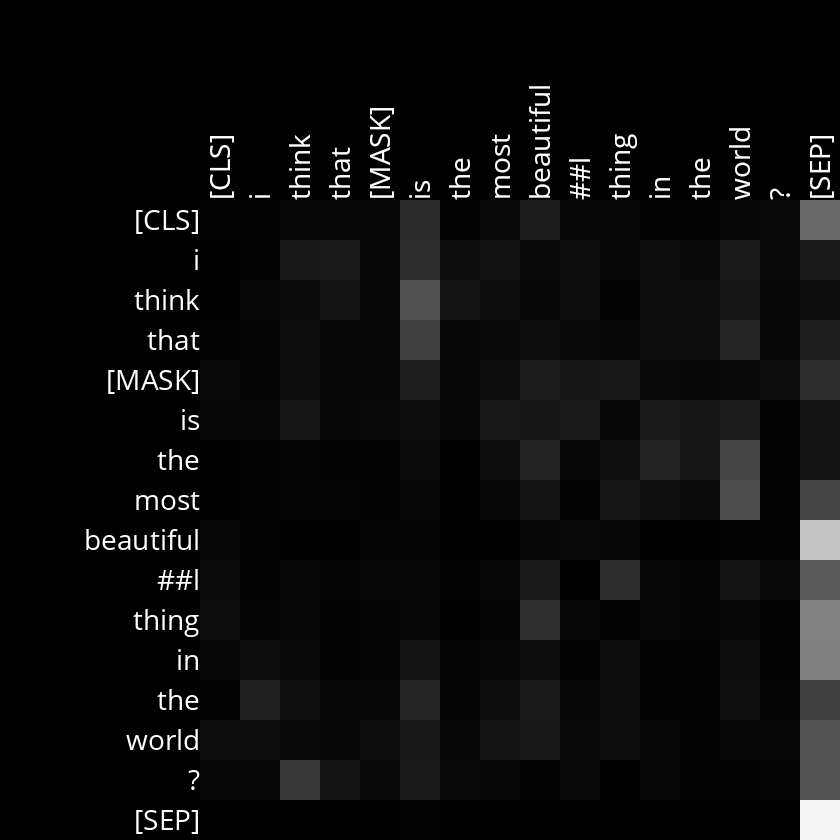 [CLS] i think that [MASK] is the most beautiful ##l thing in the world ? [SEP]
[CLS]
i
think
that
[MASK]
is
the
most
beautiful
##l
thing
in
the
world
?
[SEP]